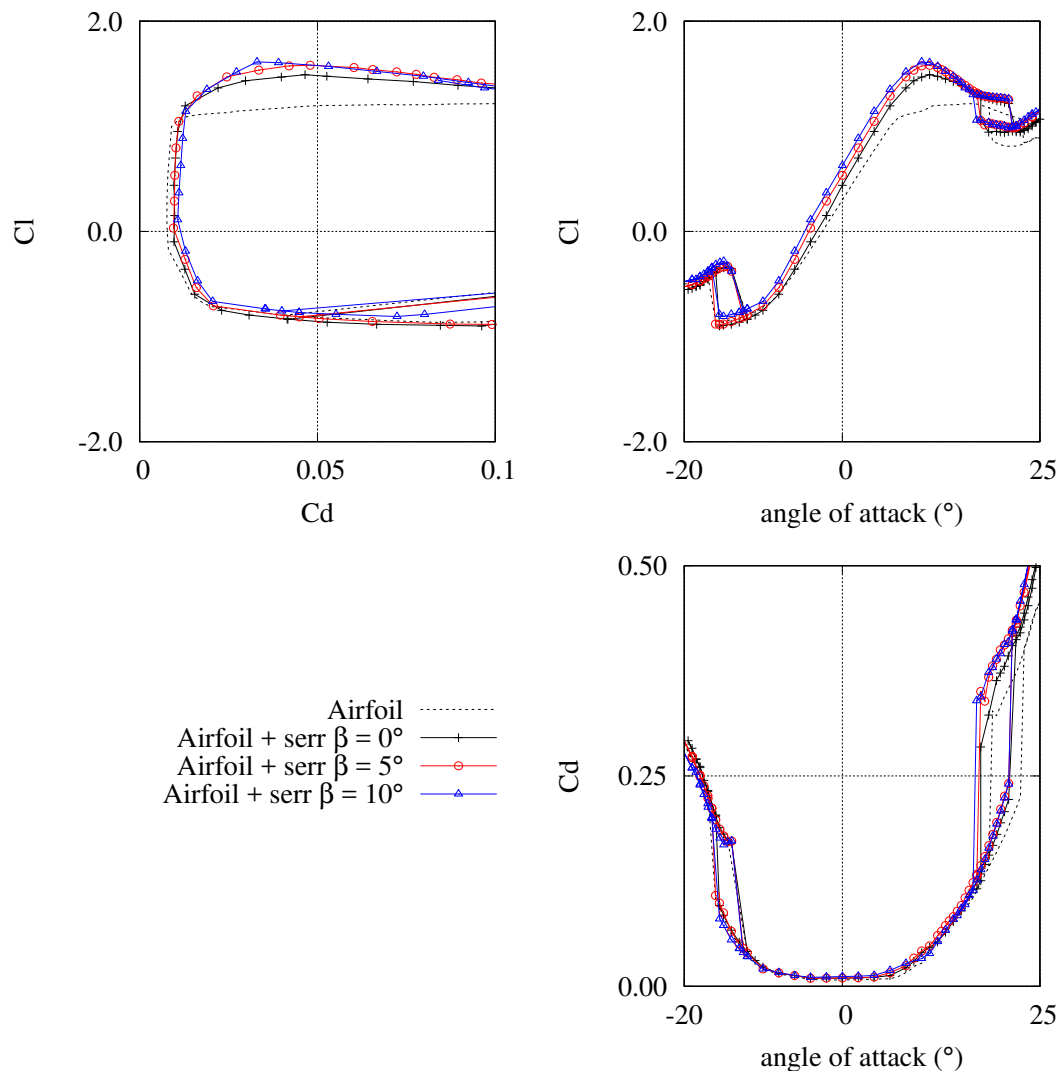 2.0
0.0
-2.0
Cl
0
0.05
0.1
Cd
2.0
0.0
-2.0
Cl
-20
0
25
angle of attack (°)
Airfoil
Airfoil + serr β = 0°
Airfoil + serr β = 5°
Airfoil + serr β = 10°
0.50
0.25
0.00
Cd
-20
0
25
angle of attack (°)